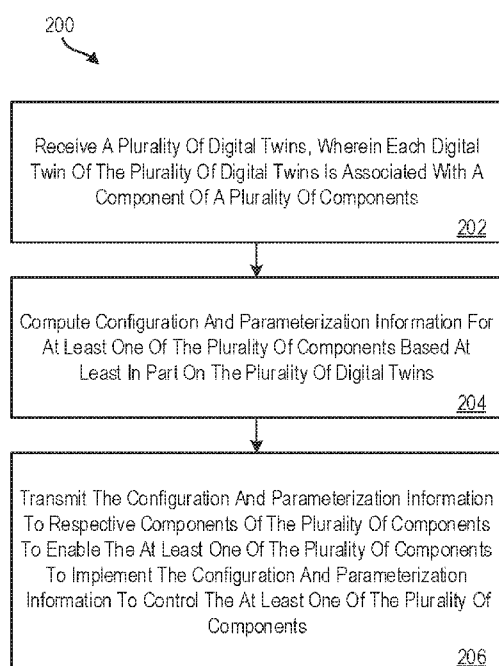 200
Receive A Plurality Of Digital Twins, Wherein Each Digital
Twin Of The Plurality Of Digital Twins Is Associated With A
Component Of A Plurality Of Components
202
Compute Configuration And Parameterization Information For
At Least One Of The Plurality Of Components Based At
Least In Part On The Plurality Of Digital Twins
204
Transmit The Configuration And Parameterization Information
To Respective Components Of The Plurality Of Components
To Enable The At Least One Of The Plurality Of Components
To Implement The Configuration And Parameterization
Information To Control The At Least One Of The Plurality Of
Components
206